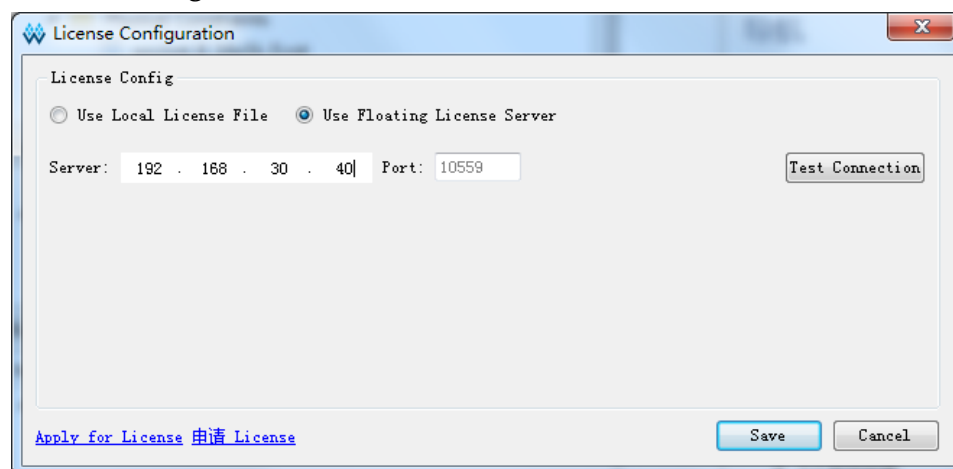 License Configuration
License Config
Use Local License File Use Floating License Server
Server: 192 . 168 . 30 . 40 Port: 10559 Test Connection
Apply for License 申请 License Save Cancel